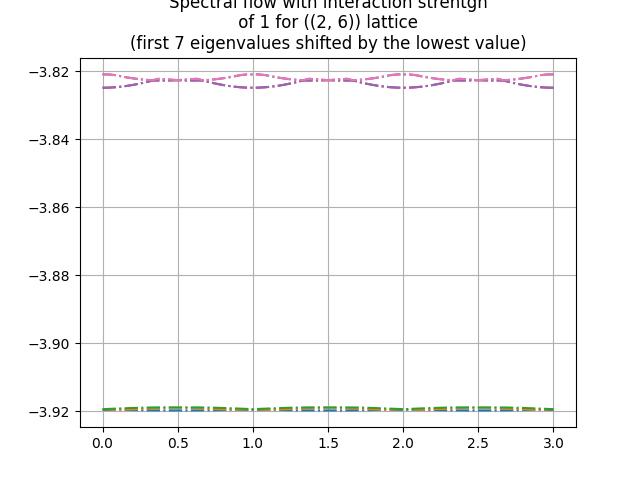 Spectral flow with interaction strentgh
of 1 for ((2, 6)) lattice
(first 7 eigenvalues shifted by the lowest value)
−3.82
−3.84
−3.86
−3.88
−3.90
−3.92
0.0 0.5 1.0 1.5 2.0 2.5 3.0